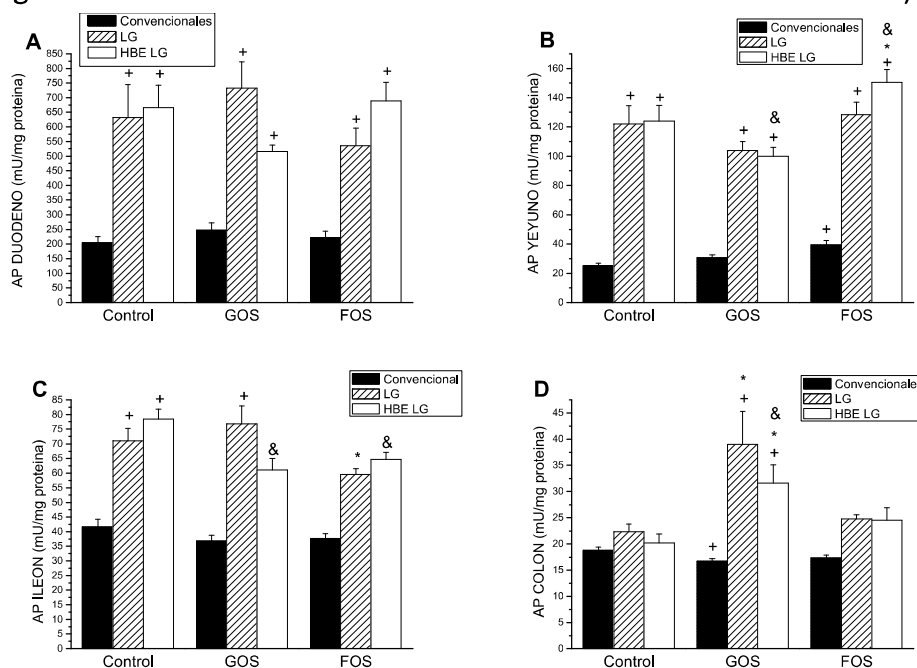 A
Convencionales
LG
HBE LG
AP DUODENO (mU/mg proteina)
850
800
750
700
650
600
550
500
450
400
350
300
250
200
150
100
50
0
+
+
+
+
+
+
Control
GOS
FOS
B
Convencionales
LG
HBE LG
AP YEYUNO (mU/mg proteina)
160
140
120
100
80
60
40
20
0
+
+
+
&
+
+
+
&
*
+
Control
GOS
FOS
C
Convencional
LG
HBE LG
AP ILEON (mU/mg proteina)
85
80
75
70
65
60
55
50
45
40
35
30
25
20
15
10
5
0
+
+
+
&
*
&
Control
GOS
FOS
D
Convencionales
LG
HBE LG
AP COLON (mU/mg proteina)
45
40
35
30
25
20
15
10
5
0
+
*
+
&
*
+
Control
GOS
FOS